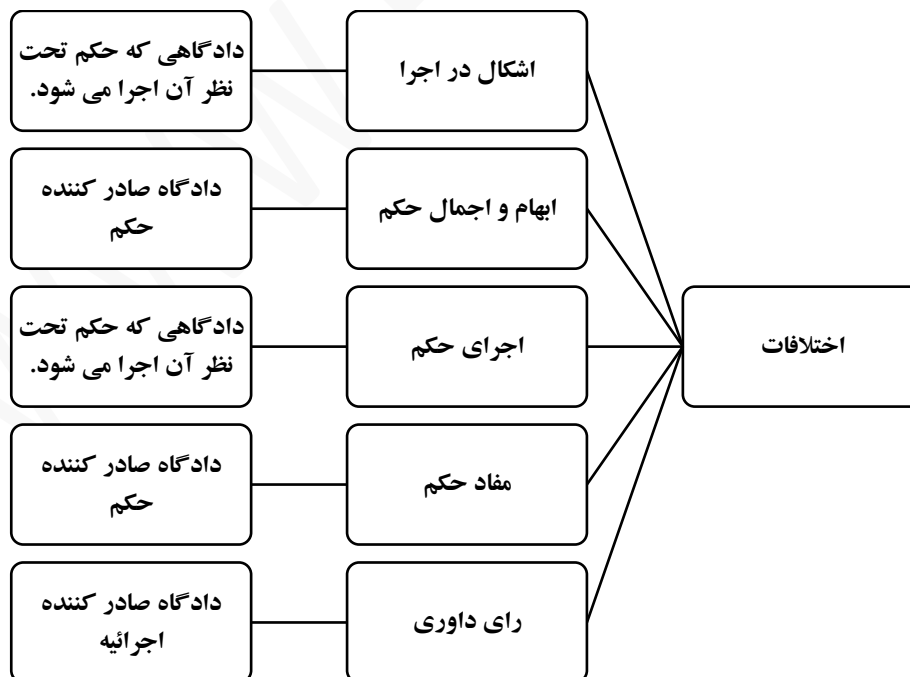 اختلافات
اشکال در اجرا
دادگاهی که حکم تحت
نظر آن اجرا می شود.
ابهام و اجمال حکم
دادگاه صادر کننده
حکم
اجرای حکم
دادگاهی که حکم تحت
نظر آن اجرا می شود.
مفاد حکم
دادگاه صادر کننده
حکم
رای داوری
دادگاه صادر کننده
اجرائیه